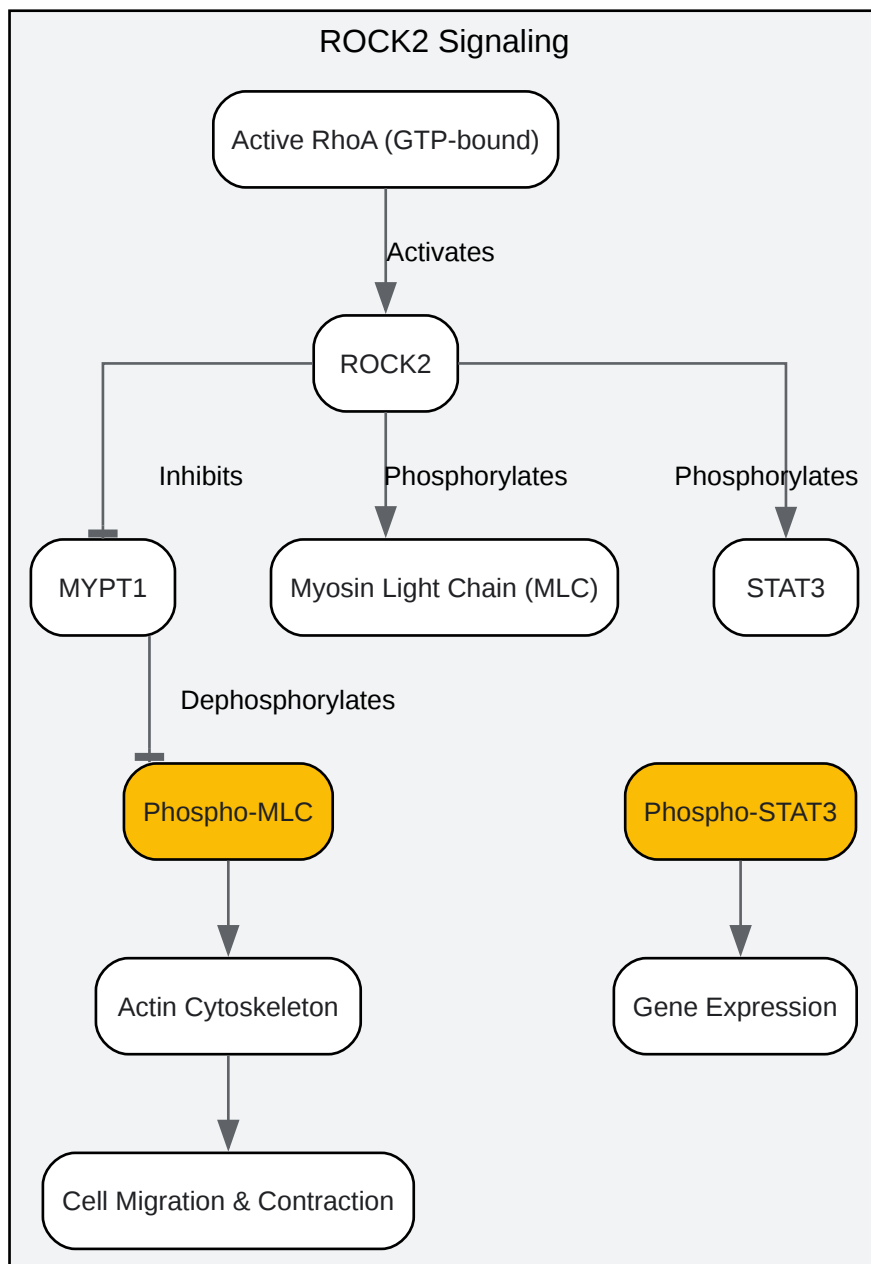 ROCK2 Signaling
Active RhoA (GTP-bound)
Activates
ROCK2
Inhibits
Phosphorylates
Phosphorylates
MYPT1
Myosin Light Chain (MLC)
STAT3
Dephosphorylates
Phospho-MLC
Phospho-STAT3
Actin Cytoskeleton
Gene Expression
Cell Migration & Contraction